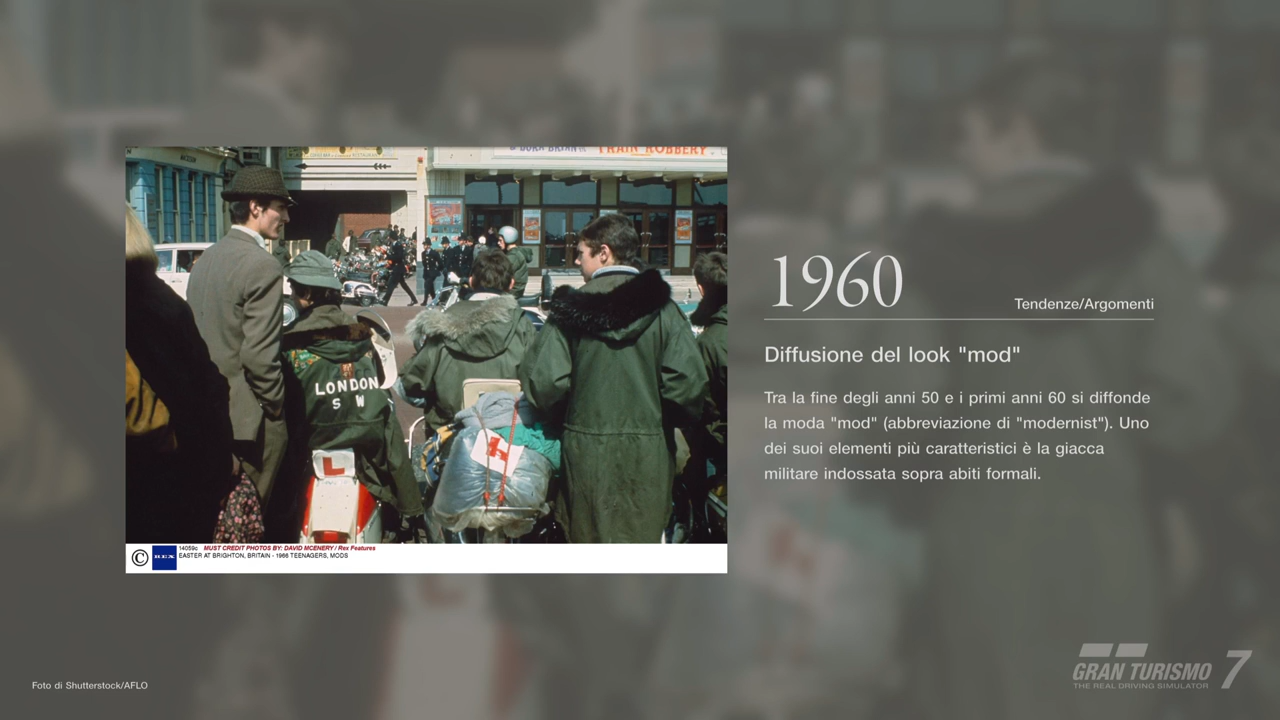 TRAIN ROBBERY
LONDON
S W
L
© REX 14059c MUST CREDIT PHOTOS BY: DAVID MCENERY / Rex Features
EASTER AT BRIGHTON, BRITAIN - 1966 TEENAGERS, MODS
1960
Tendenze/Argomenti
Diffusione del look "mod"
Tra la fine degli anni 50 e i primi anni 60 si diffonde
la moda "mod" (abbreviazione di "modernist"). Uno
dei suoi elementi più caratteristici è la giacca
militare indossata sopra abiti formali.
Foto di Shutterstock/AFLO
GRAN TURISMO 7
THE REAL DRIVING SIMULATOR